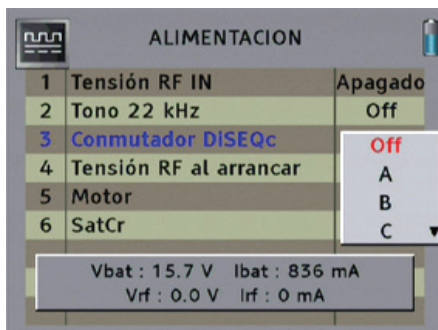 ALIMENTACION
1 Tensión RF IN Apagado
2 Tono 22 kHz Off
3 Conmutador DiSEQc Off
4 Tensión RF al arrancar A
5 Motor B
6 SatCr C
Vbat : 15.7 V Ibat : 836 mA
Vrf : 0.0 V Irf : 0 mA